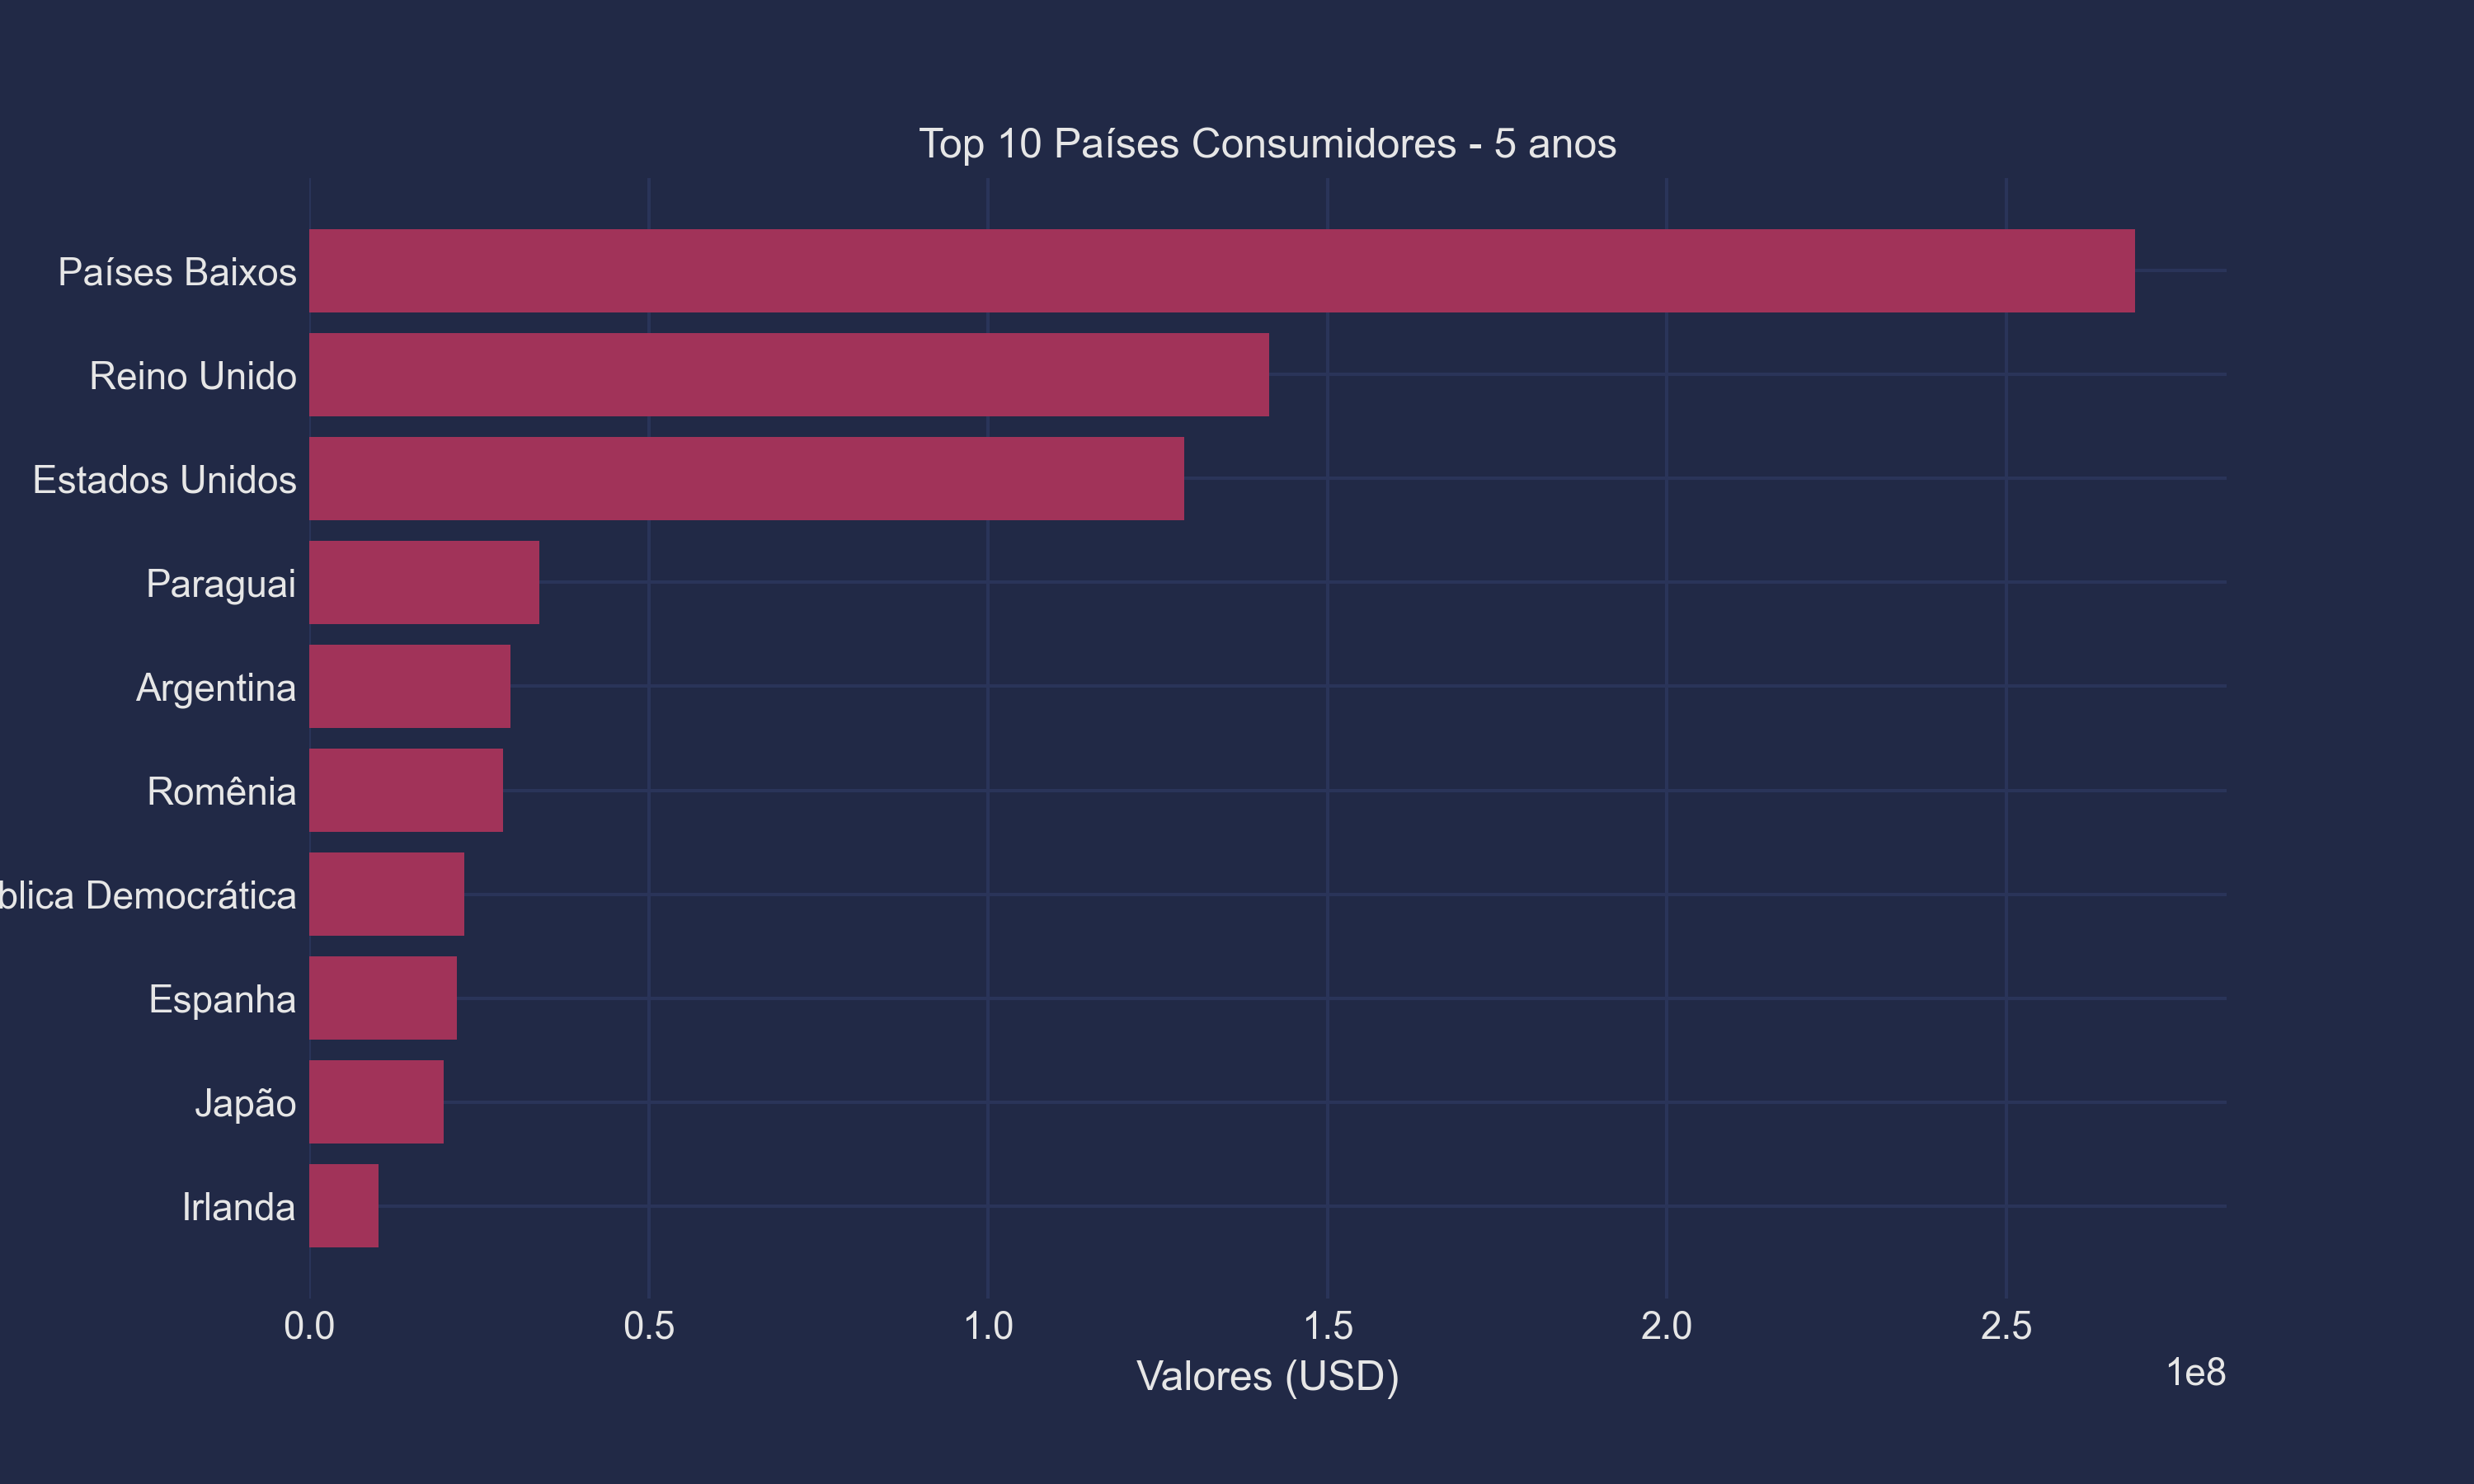 Top 10 Países Consumidores - 5 anos
Países Baixos
Reino Unido
Estados Unidos
Paraguai
Argentina
Romênia
blica Democrática
Espanha
Japão
Irlanda
0.0 0.5 1.0 1.5 2.0 2.5
Valores (USD)
1e8